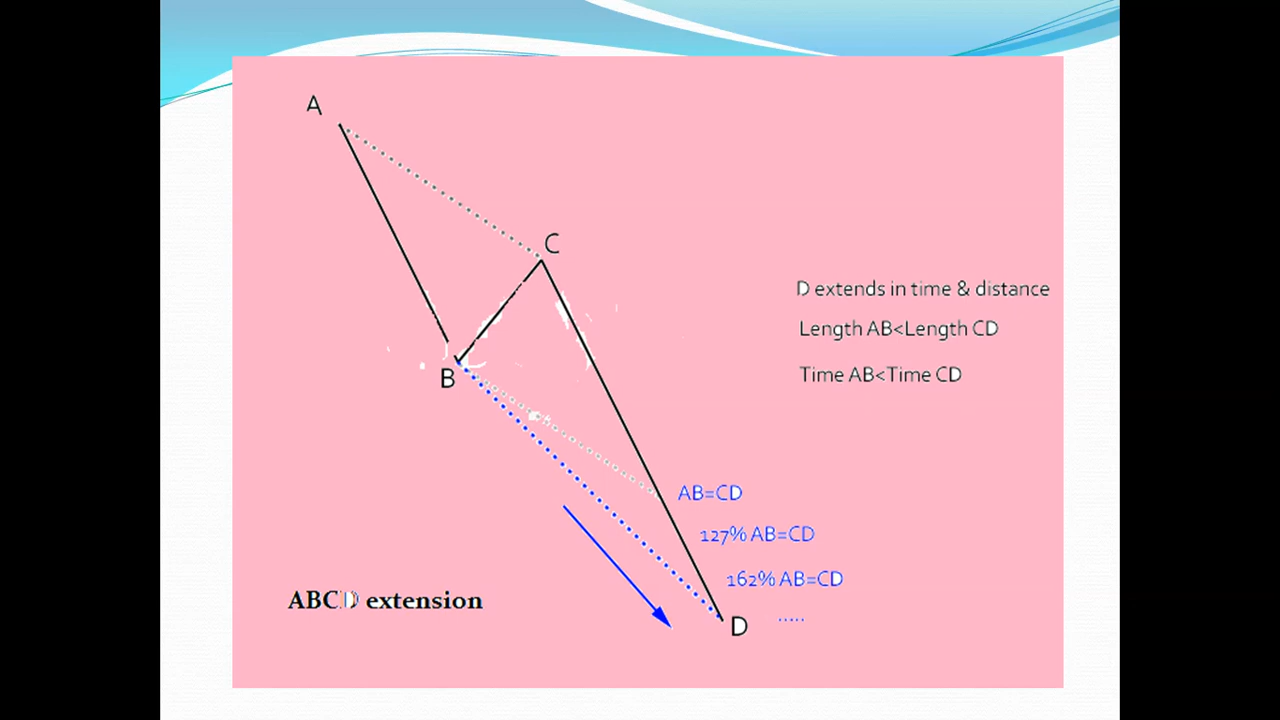 A
C
D extends in time & distance
Length AB<Length CD
Time AB<Time CD
B
AB=CD
127% AB=CD
162% AB=CD
ABCD extension
D .....